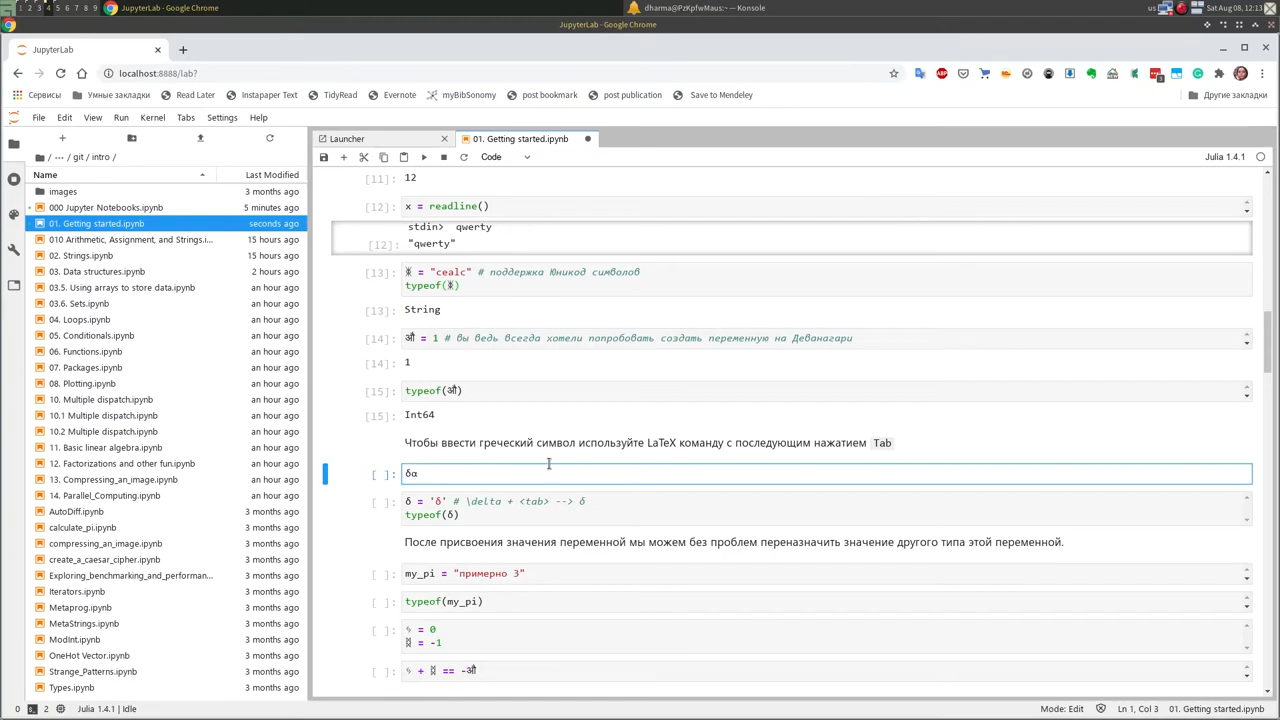 1 2 3 4 5 6 7 8 9 JupyterLab - Google Chrome dharma@PzKpfwMaus:~ — Konsole us Sat Aug 08, 12:13
JupyterLab - Google Chrome
JupyterLab
localhost:8888/lab?
Сервисы Умные закладки Read Later Instapaper Text TidyRead Evernote myBibSonomy post bookmark post publication Save to Mendeley Другие закладки
File Edit View Run Kernel Tabs Settings Help
Launcher 01. Getting started.ipynb
Code Julia 1.4.1
/ ··· / git / intro /
Name Last Modified
images 3 months ago
000 Jupyter Notebooks.ipynb 5 minutes ago
01. Getting started.ipynb seconds ago
010 Arithmetic, Assignment, and Strings.i... 15 hours ago
02. Strings.ipynb 15 hours ago
03. Data structures.ipynb 2 hours ago
03.5. Using arrays to store data.ipynb an hour ago
03.6. Sets.ipynb an hour ago
04. Loops.ipynb an hour ago
05. Conditionals.ipynb an hour ago
06. Functions.ipynb an hour ago
07. Packages.ipynb an hour ago
08. Plotting.ipynb an hour ago
10. Multiple dispatch.ipynb an hour ago
10.1 Multiple dispatch.ipynb an hour ago
10.2 Multiple dispatch.ipynb an hour ago
11. Basic linear algebra.ipynb an hour ago
12. Factorizations and other fun.ipynb an hour ago
13. Compressing_an_image.ipynb an hour ago
14. Parallel_Computing.ipynb an hour ago
AutoDiff.ipynb 3 months ago
calculate_pi.ipynb 3 months ago
compressing_an_image.ipynb 3 months ago
create_a_caesar_cipher.ipynb 3 months ago
Exploring_benchmarking_and_performan... 3 months ago
Iterators.ipynb 3 months ago
Metaprog.ipynb 3 months ago
MetaStrings.ipynb 3 months ago
ModInt.ipynb 3 months ago
OneHot Vector.ipynb 3 months ago
Strange_Patterns.ipynb 3 months ago
Types.ipynb 3 months ago
[11]: 12
[12]: x = readline()
stdin> qwerty
[12]: "qwerty"
[13]: = "cealc" # поддержка Юникод символов
typeof( )
[13]: String
[14]: औ = 1 # вы ведь всегда хотели попробовать создать переменную на Деванагари
[14]: 1
[15]: typeof(औ)
[15]: Int64
Чтобы ввести греческий символ используйте LaTeX команду с последующим нажатием Tab
[ ]: δα
[ ]: δ = 'δ' # \delta + <tab> --> δ
typeof(δ)
После присвоения значения переменной мы можем без проблем переназначить значение другого типа этой переменной.
[ ]: my_pi = "примерно 3"
[ ]: typeof(my_pi)
[ ]: = 0
= -1
[ ]: + == -औ
0 2 Julia 1.4.1 | Idle Mode: Edit Ln 1, Col 3 01. Getting started.ipynb